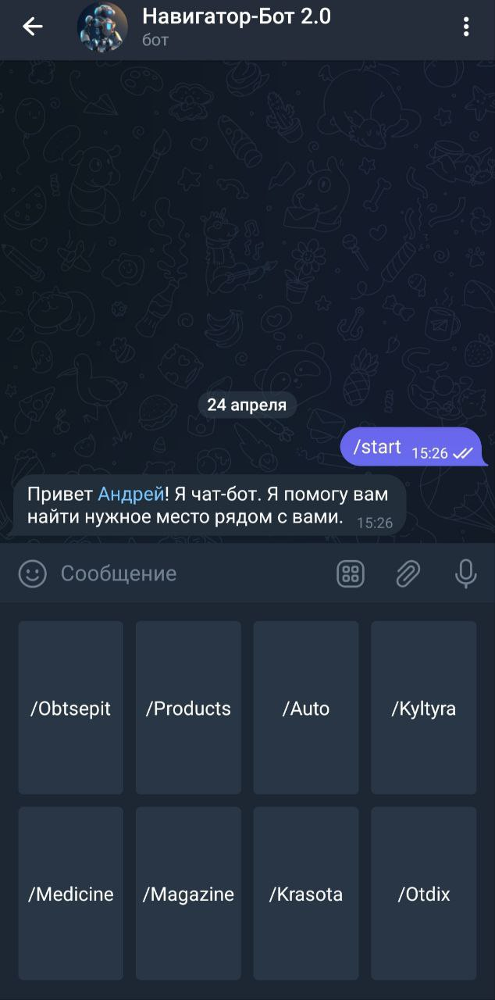 Навигатор-Бот 2.0
бот
24 апреля
/start 15:26
Привет Андрей! Я чат-бот. Я помогу вам
найти нужное место рядом с вами. 15:26
Сообщение
/Obtsepit /Products /Auto /Kyltyra
/Medicine /Magazine /Krasota /Otdix